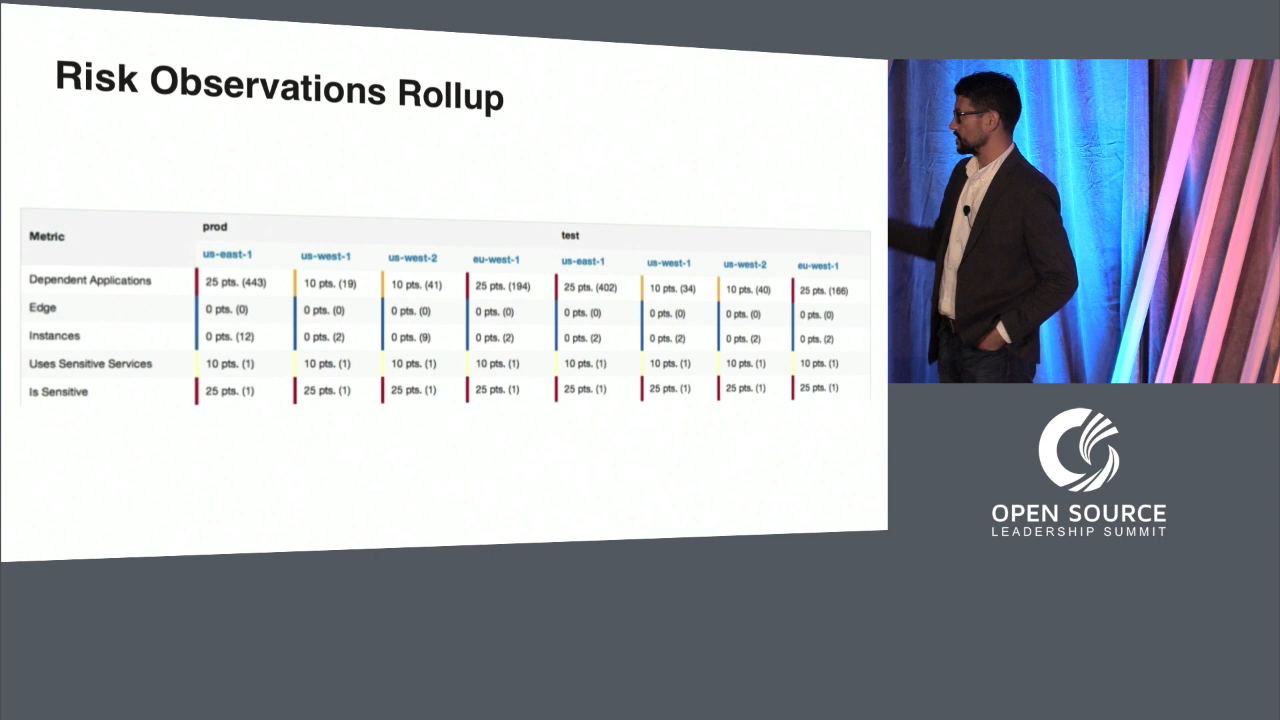 Risk Observations Rollup
Metric prod test
us-east-1 us-west-1 us-west-2 eu-west-1 us-east-1 us-west-1 us-west-2 eu-west-1
Dependent Applications 25 pts. (443) 10 pts. (19) 10 pts. (41) 25 pts. (194) 25 pts. (402) 10 pts. (34) 10 pts. (40) 25 pts. (166)
Edge 0 pts. (0) 0 pts. (0) 0 pts. (0) 0 pts. (0) 0 pts. (0) 0 pts. (0) 0 pts. (0) 0 pts. (0)
Instances 0 pts. (12) 0 pts. (2) 0 pts. (9) 0 pts. (2) 0 pts. (2) 0 pts. (2) 0 pts. (2) 0 pts. (2)
Uses Sensitive Services 10 pts. (1) 10 pts. (1) 10 pts. (1) 10 pts. (1) 10 pts. (1) 10 pts. (1) 10 pts. (1) 10 pts. (1)
Is Sensitive 25 pts. (1) 25 pts. (1) 25 pts. (1) 25 pts. (1) 25 pts. (1) 25 pts. (1) 25 pts. (1) 25 pts. (1)
OPEN SOURCE
LEADERSHIP SUMMIT